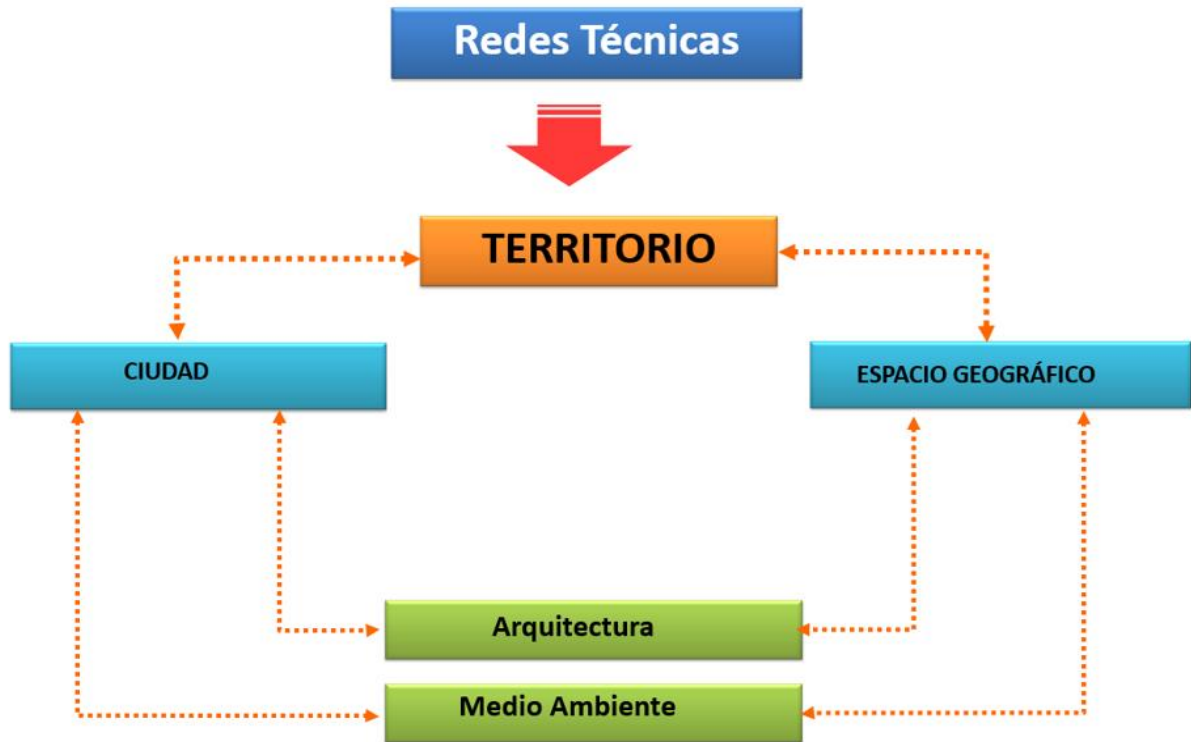 Redes Técnicas
TERRITORIO
CIUDAD
ESPACIO GEOGRÁFICO
Arquitectura
Medio Ambiente